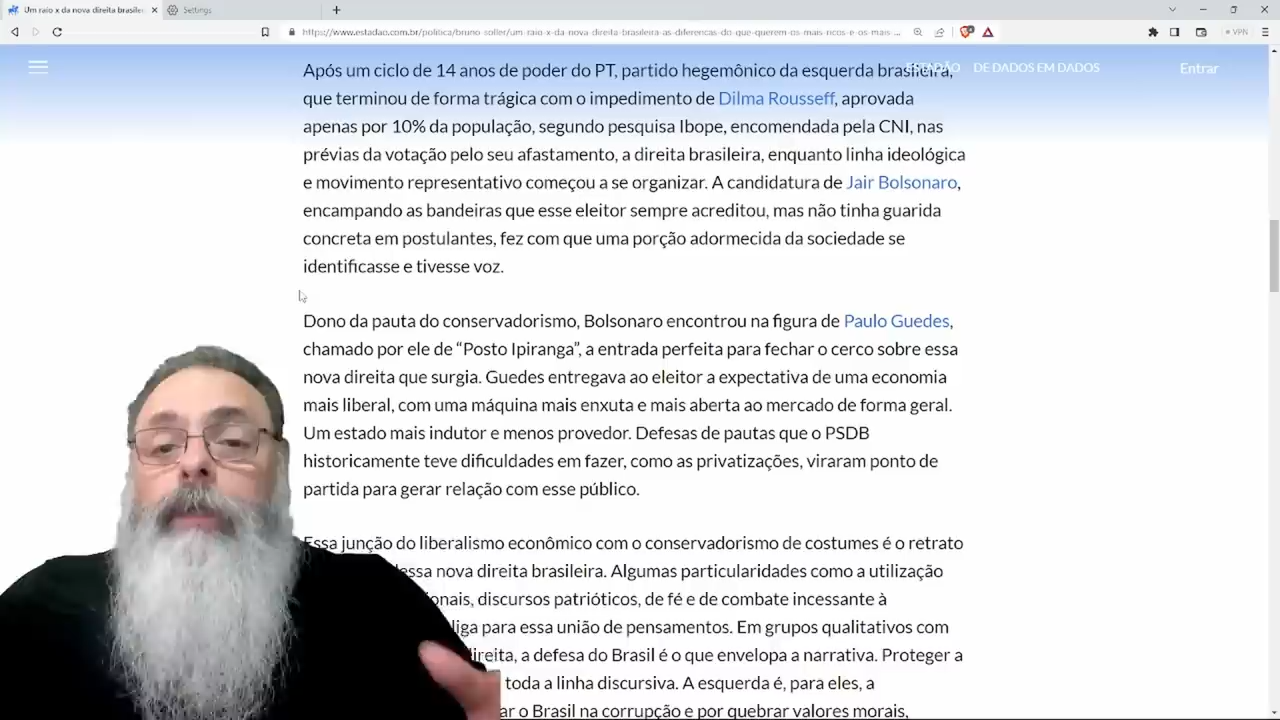 Um raio x da nova direita brasilei
Settings
https://www.estadao.com.br/politica/bruno-soller/um-raio-x-da-nova-direita-brasileira-as-diferencas-do-que-querem-os-mais-ricos-e-os-mais-...
VPN
ESTADÃO DE DADOS EM DADOS
Entrar
Após um ciclo de 14 anos de poder do PT, partido hegemônico da esquerda brasileira,
que terminou de forma trágica com o impedimento de Dilma Rousseff, aprovada
apenas por 10% da população, segundo pesquisa Ibope, encomendada pela CNI, nas
prévias da votação pelo seu afastamento, a direita brasileira, enquanto linha ideológica
e movimento representativo começou a se organizar. A candidatura de Jair Bolsonaro,
encampando as bandeiras que esse eleitor sempre acreditou, mas não tinha guarida
concreta em postulantes, fez com que uma porção adormecida da sociedade se
identificasse e tivesse voz.
Dono da pauta do conservadorismo, Bolsonaro encontrou na figura de Paulo Guedes,
chamado por ele de “Posto Ipiranga”, a entrada perfeita para fechar o cerco sobre essa
nova direita que surgia. Guedes entregava ao eleitor a expectativa de uma economia
mais liberal, com uma máquina mais enxuta e mais aberta ao mercado de forma geral.
Um estado mais indutor e menos provedor. Defesas de pautas que o PSDB
historicamente teve dificuldades em fazer, como as privatizações, viraram ponto de
partida para gerar relação com esse público.
Essa junção do liberalismo econômico com o conservadorismo de costumes é o retrato
essa nova direita brasileira. Algumas particularidades como a utilização
onais, discursos patrióticos, de fé e de combate incessante à
liga para essa união de pensamentos. Em grupos qualitativos com
direita, a defesa do Brasil é o que envelopa a narrativa. Proteger a
toda a linha discursiva. A esquerda é, para eles, a
ar o Brasil na corrupção e por quebrar valores morais,